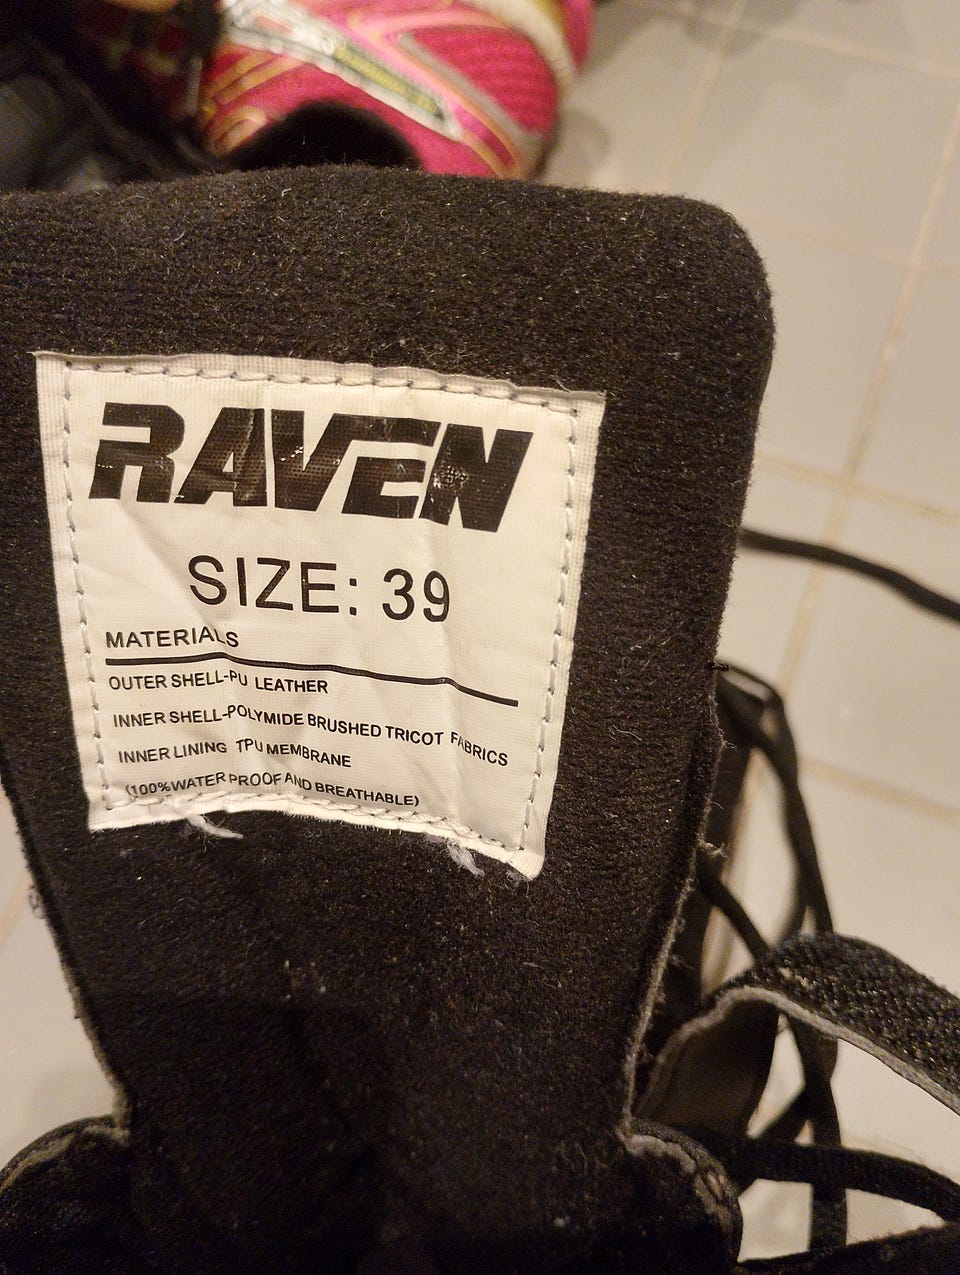 RAVEN
SIZE: 39
MATERIALS
OUTER SHELL-PU LEATHER
INNER SHELL-POLYMIDE BRUSHED TRICOT FABRICS
INNER LINING TPU MEMBRANE
(100%WATER PROOF AND BREATHABLE)